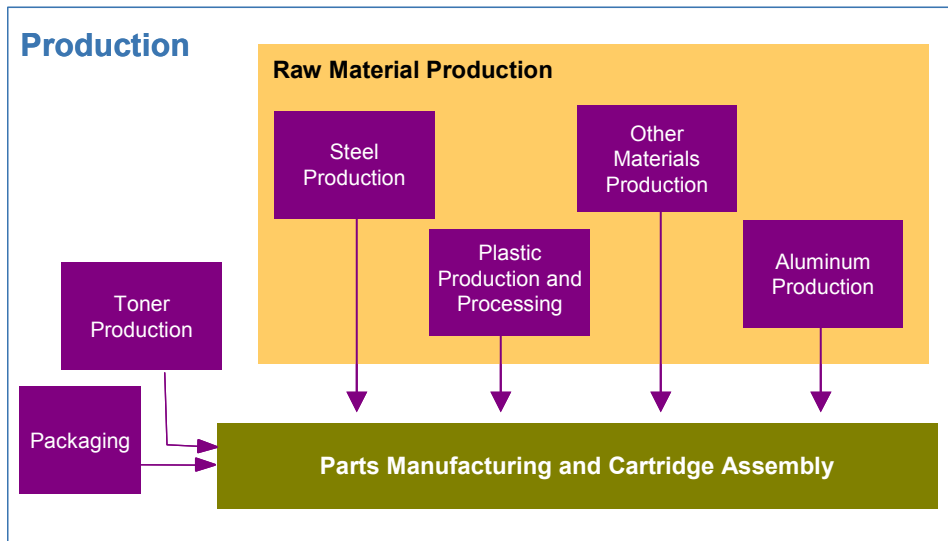 Production
Raw Material Production
Steel
Production
Other
Materials
Production
Plastic
Production and
Processing
Aluminum
Production
Toner
Production
Packaging
Parts Manufacturing and Cartridge Assembly